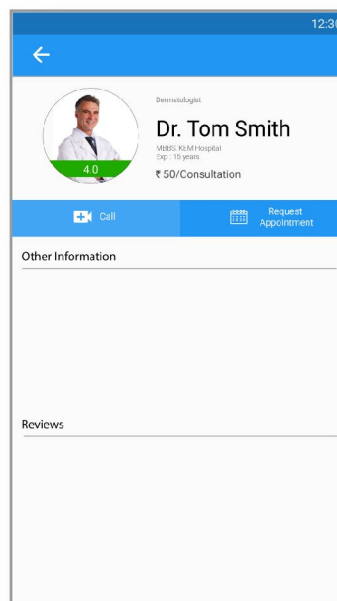 12:30
Dermatologist
Dr. Tom Smith
MBBS, KEM Hospital
Exp : 15 years
₹ 50/Consultation
4.0
Call
Request
Appointment
Other Information
Reviews